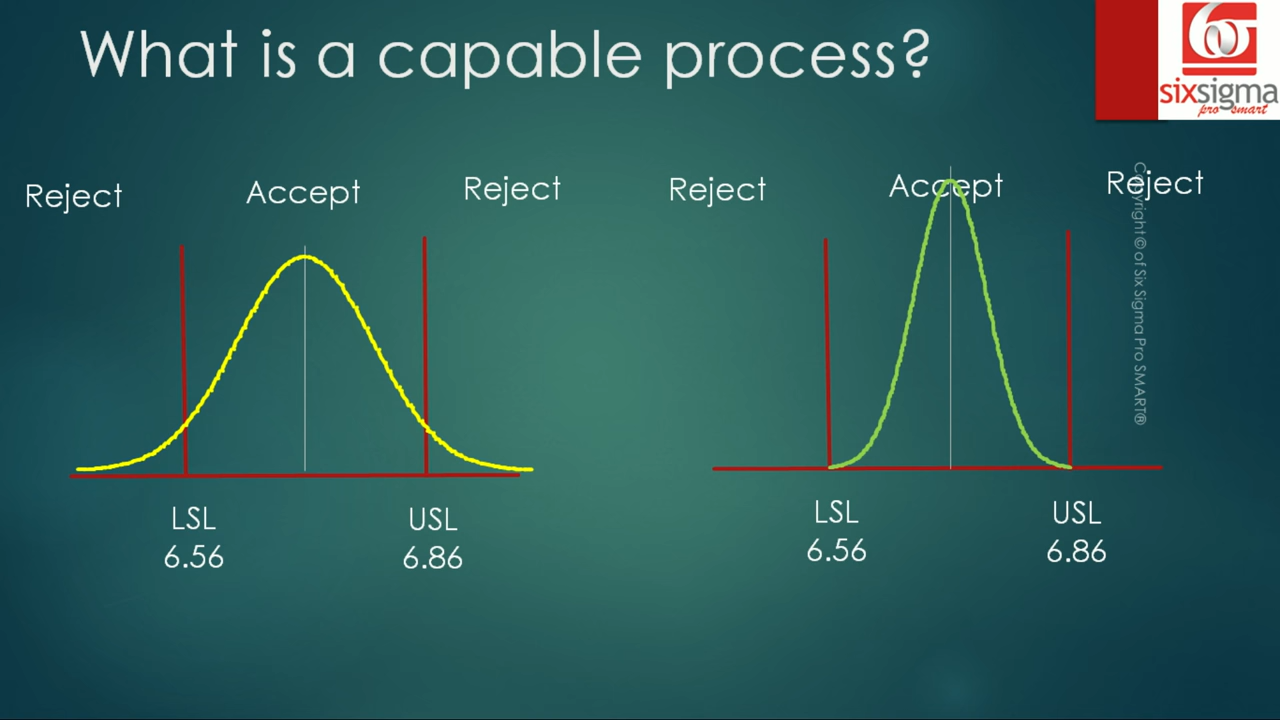 What is a capable process?
6σ
sixsigma
pro smart
Reject
Accept
Reject
LSL
6.56
USL
6.86
Reject
Accept
Reject
LSL
6.56
USL
6.86
Copyright © of Six Sigma Pro SMART®